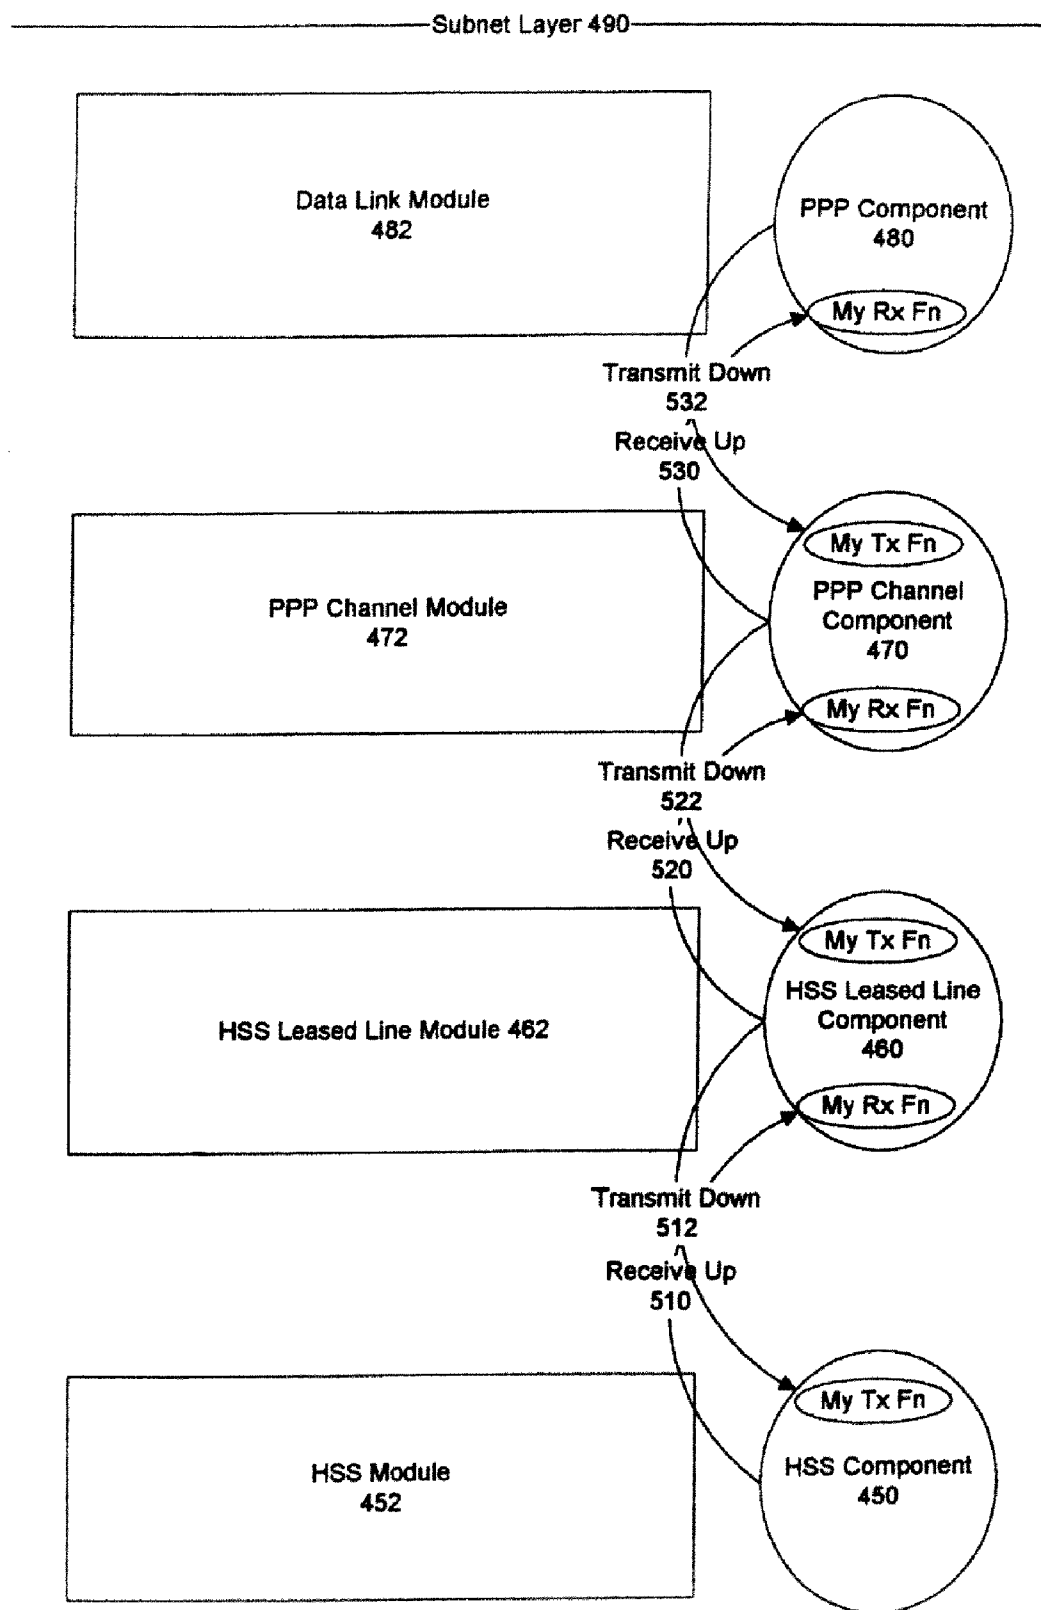 Subnet Layer 490
Data Link Module
482
PPP Component
480
My Rx Fn
Transmit Down
532
Receive Up
530
My Tx Fn
PPP Channel
Component
470
PPP Channel Module
472
My Rx Fn
Transmit Down
522
Receive Up
520
My Tx Fn
HSS Leased Line
Component
460
HSS Leased Line Module 462
My Rx Fn
Transmit Down
512
Receive Up
510
My Tx Fn
HSS Module
452
HSS Component
450